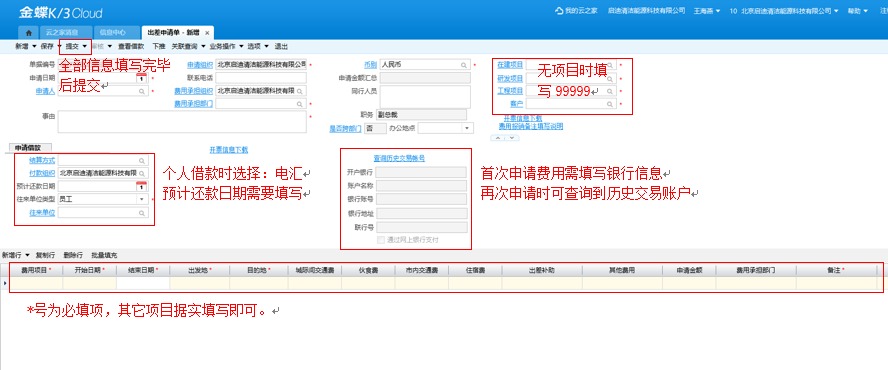 金蝶K/3 Cloud
我的云之家 启迪清洁能源科技有限公司 王海燕 10 北京启迪清洁能源科技有限公司 帮助
云之家消息 信息中心 出差申请单 - 新增 ×
新增 保存 提交 审核 查看借款 下推 关联查询 业务操作 选项 退出
单据编号 申请组织 北京启迪清洁能源科技有限公司 * 币别 人民币 * 在建项目 *
全部信息填写完毕
后提交
无项目时填
写 99999
申请日期 * 联系电话 申请金额汇总 研发项目 *
申请人 * 费用承担组织 北京启迪清洁能源科技有限 * 同行人员 工程项目 *
费用承担部门 * 客户 *
事由 * 职务 副总裁 开票信息下载
是否跨部门 否 办公地点 费用报销备注填写说明
申请借款 开票信息下载
结算方式 查询历史交易账号
付款组织 北京启迪清洁能源科技有限 开户银行
个人借款时选择：电汇
预计还款日期需要填写
首次申请费用需填写银行信息
再次申请时可查询到历史交易账户
预计还款日期 账户名称
往来单位类型 员工 银行账号
往来单位 银行地址
联行号
通过网上银行支付
新增行 复制行 删除行 批量填充
费用项目 * 开始日期 * 结束日期 * 出发地 * 目的地 * 城际间交通费 伙食费 市内交通费 住宿费 出差补助 其他费用 申请金额 费用承担部门 备注 *
*号为必填项，其它项目据实填写即可。